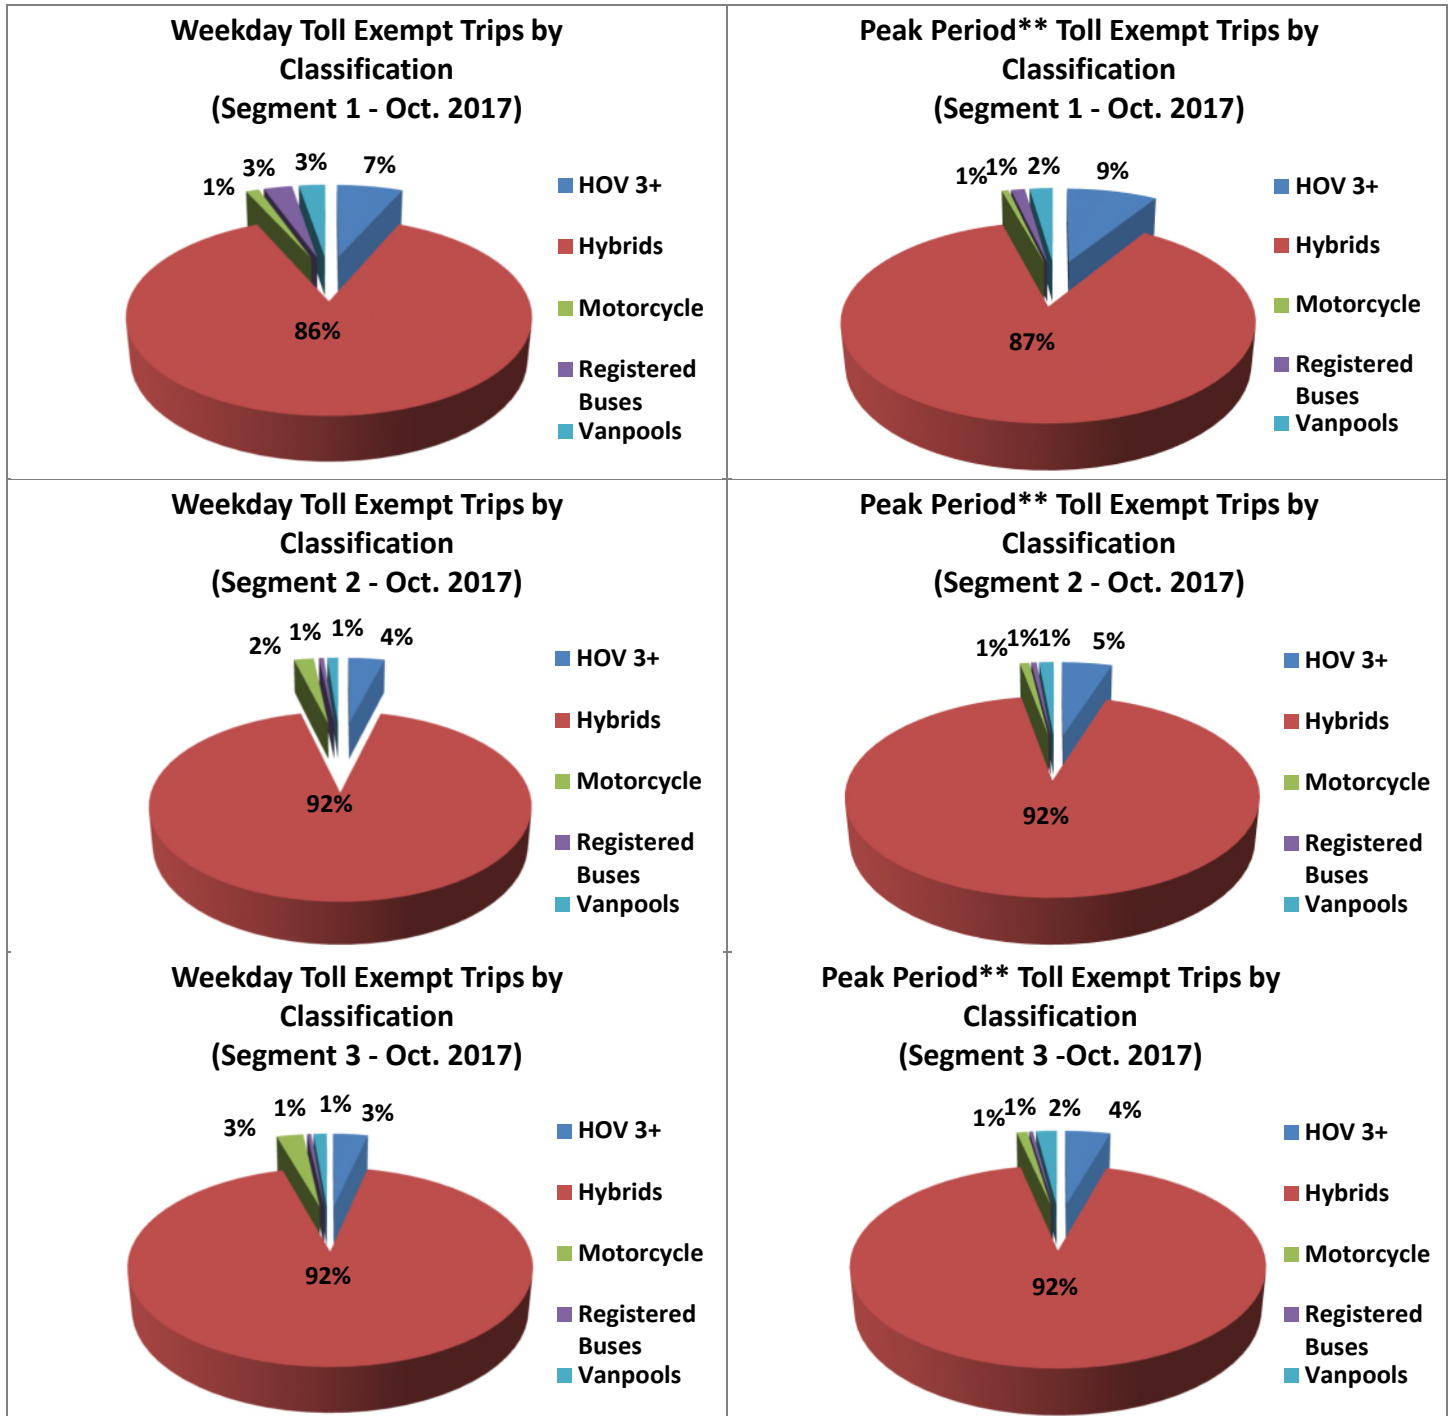 Weekday Toll Exempt Trips by
Classification
(Segment 1 - Oct. 2017)
1%
3%
3%
7%
86%
HOV 3+
Hybrids
Motorcycle
Registered
Buses
Vanpools
Peak Period** Toll Exempt Trips by
Classification
(Segment 1 - Oct. 2017)
1%
1%
2%
9%
87%
HOV 3+
Hybrids
Motorcycle
Registered
Buses
Vanpools
Weekday Toll Exempt Trips by
Classification
(Segment 2 - Oct. 2017)
2%
1%
1%
4%
92%
HOV 3+
Hybrids
Motorcycle
Registered
Buses
Vanpools
Peak Period** Toll Exempt Trips by
Classification
(Segment 2 - Oct. 2017)
1%
1%
1%
5%
92%
HOV 3+
Hybrids
Motorcycle
Registered
Buses
Vanpools
Weekday Toll Exempt Trips by
Classification
(Segment 3 - Oct. 2017)
3%
1%
1%
3%
92%
HOV 3+
Hybrids
Motorcycle
Registered
Buses
Vanpools
Peak Period** Toll Exempt Trips by
Classification
(Segment 3 -Oct. 2017)
1%
1%
2%
4%
92%
HOV 3+
Hybrids
Motorcycle
Registered
Buses
Vanpools